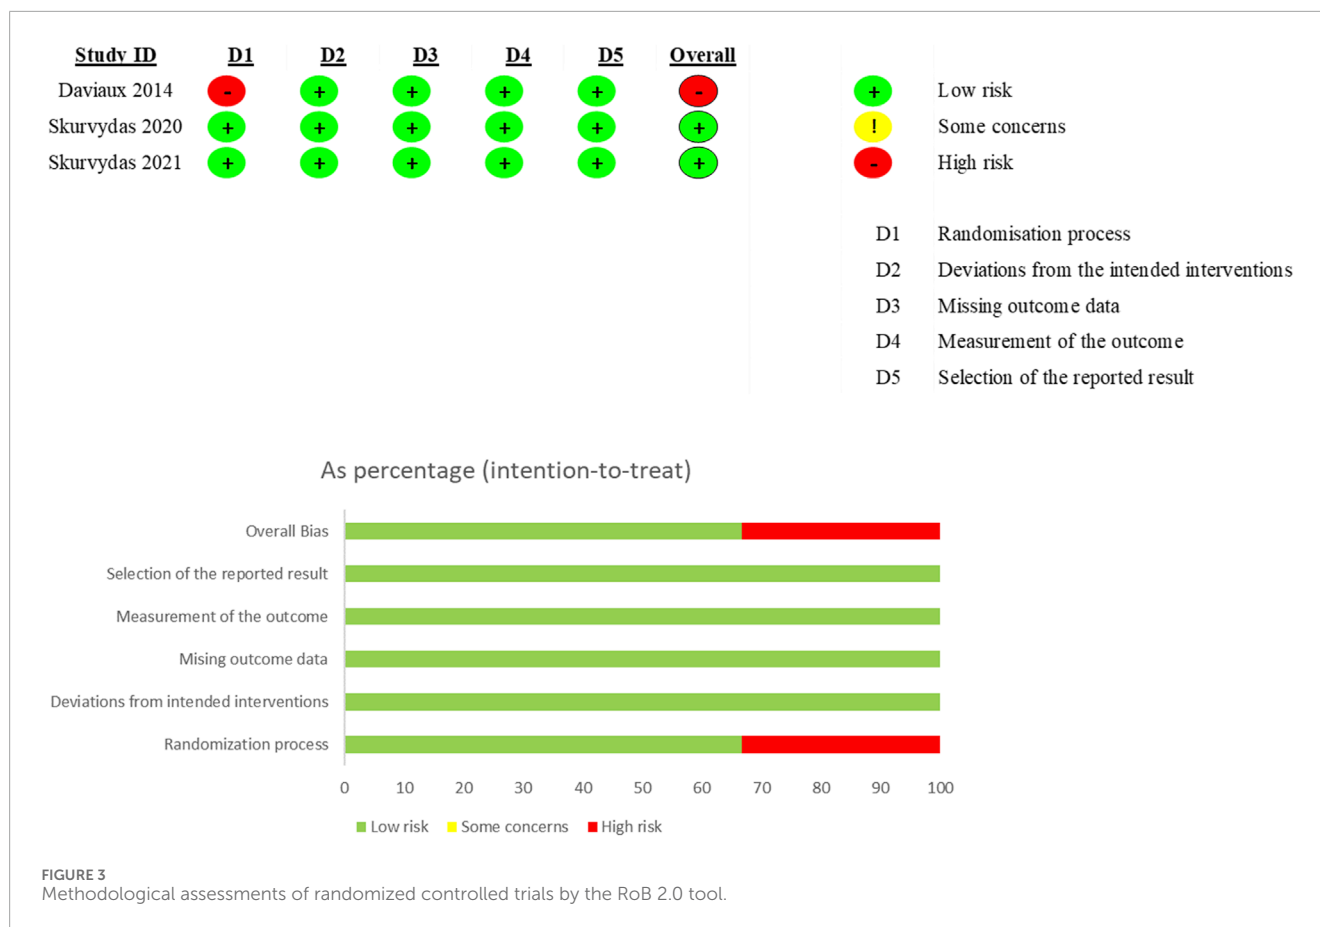 Study ID D1 D2 D3 D4 D5 Overall
Daviaux 2014 - + + + + - + Low risk
Skurvydas 2020 + + + + + + ! Some concerns
Skurvydas 2021 + + + + + + - High risk
D1 Randomisation process
D2 Deviations from the intended interventions
D3 Missing outcome data
D4 Measurement of the outcome
D5 Selection of the reported result
As percentage (intention-to-treat)
Overall Bias
Selection of the reported result
Measurement of the outcome
Mising outcome data
Deviations from intended interventions
Randomization process
0 10 20 30 40 50 60 70 80 90 100
Low risk Some concerns High risk
FIGURE 3
Methodological assessments of randomized controlled trials by the RoB 2.0 tool.